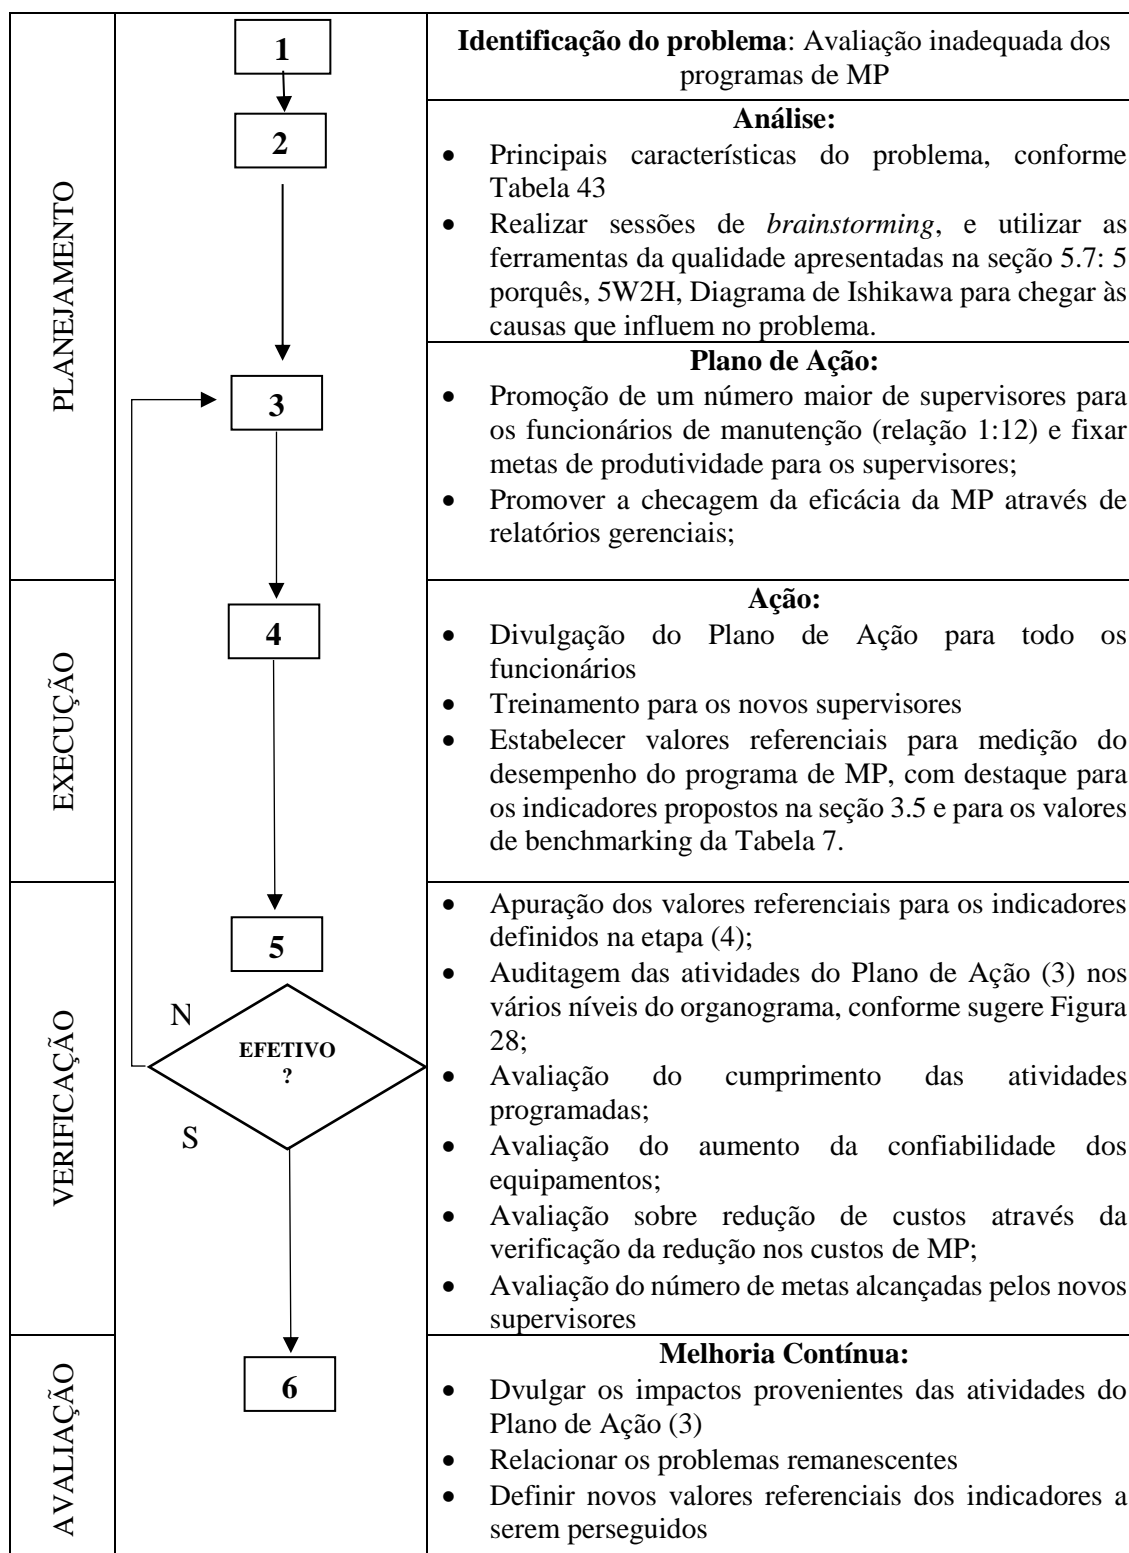 PLANEJAMENTO
1
Identificação do problema: Avaliação inadequada dos
programas de MP
2
Análise:
• Principais características do problema, conforme
Tabela 43
• Realizar sessões de brainstorming, e utilizar as
ferramentas da qualidade apresentadas na seção 5.7: 5
porquês, 5W2H, Diagrama de Ishikawa para chegar às
causas que influem no problema.
3
Plano de Ação:
• Promoção de um número maior de supervisores para
os funcionários de manutenção (relação 1:12) e fixar
metas de produtividade para os supervisores;
• Promover a checagem da eficácia da MP através de
relatórios gerenciais;
EXECUÇÃO
4
Ação:
• Divulgação do Plano de Ação para todo os
funcionários
• Treinamento para os novos supervisores
• Estabelecer valores referenciais para medição do
desempenho do programa de MP, com destaque para
os indicadores propostos na seção 3.5 e para os valores
de benchmarking da Tabela 7.
VERIFICAÇÃO
5
N
EFETIVO
?
S
• Apuração dos valores referenciais para os indicadores
definidos na etapa (4);
• Auditagem das atividades do Plano de Ação (3) nos
vários níveis do organograma, conforme sugere Figura
28;
• Avaliação do cumprimento das atividades
programadas;
• Avaliação do aumento da confiabilidade dos
equipamentos;
• Avaliação sobre redução de custos através da
verificação da redução nos custos de MP;
• Avaliação do número de metas alcançadas pelos novos
supervisores
AVALIAÇÃO
6
Melhoria Contínua:
• Dvulgar os impactos provenientes das atividades do
Plano de Ação (3)
• Relacionar os problemas remanescentes
• Definir novos valores referenciais dos indicadores a
serem perseguidos